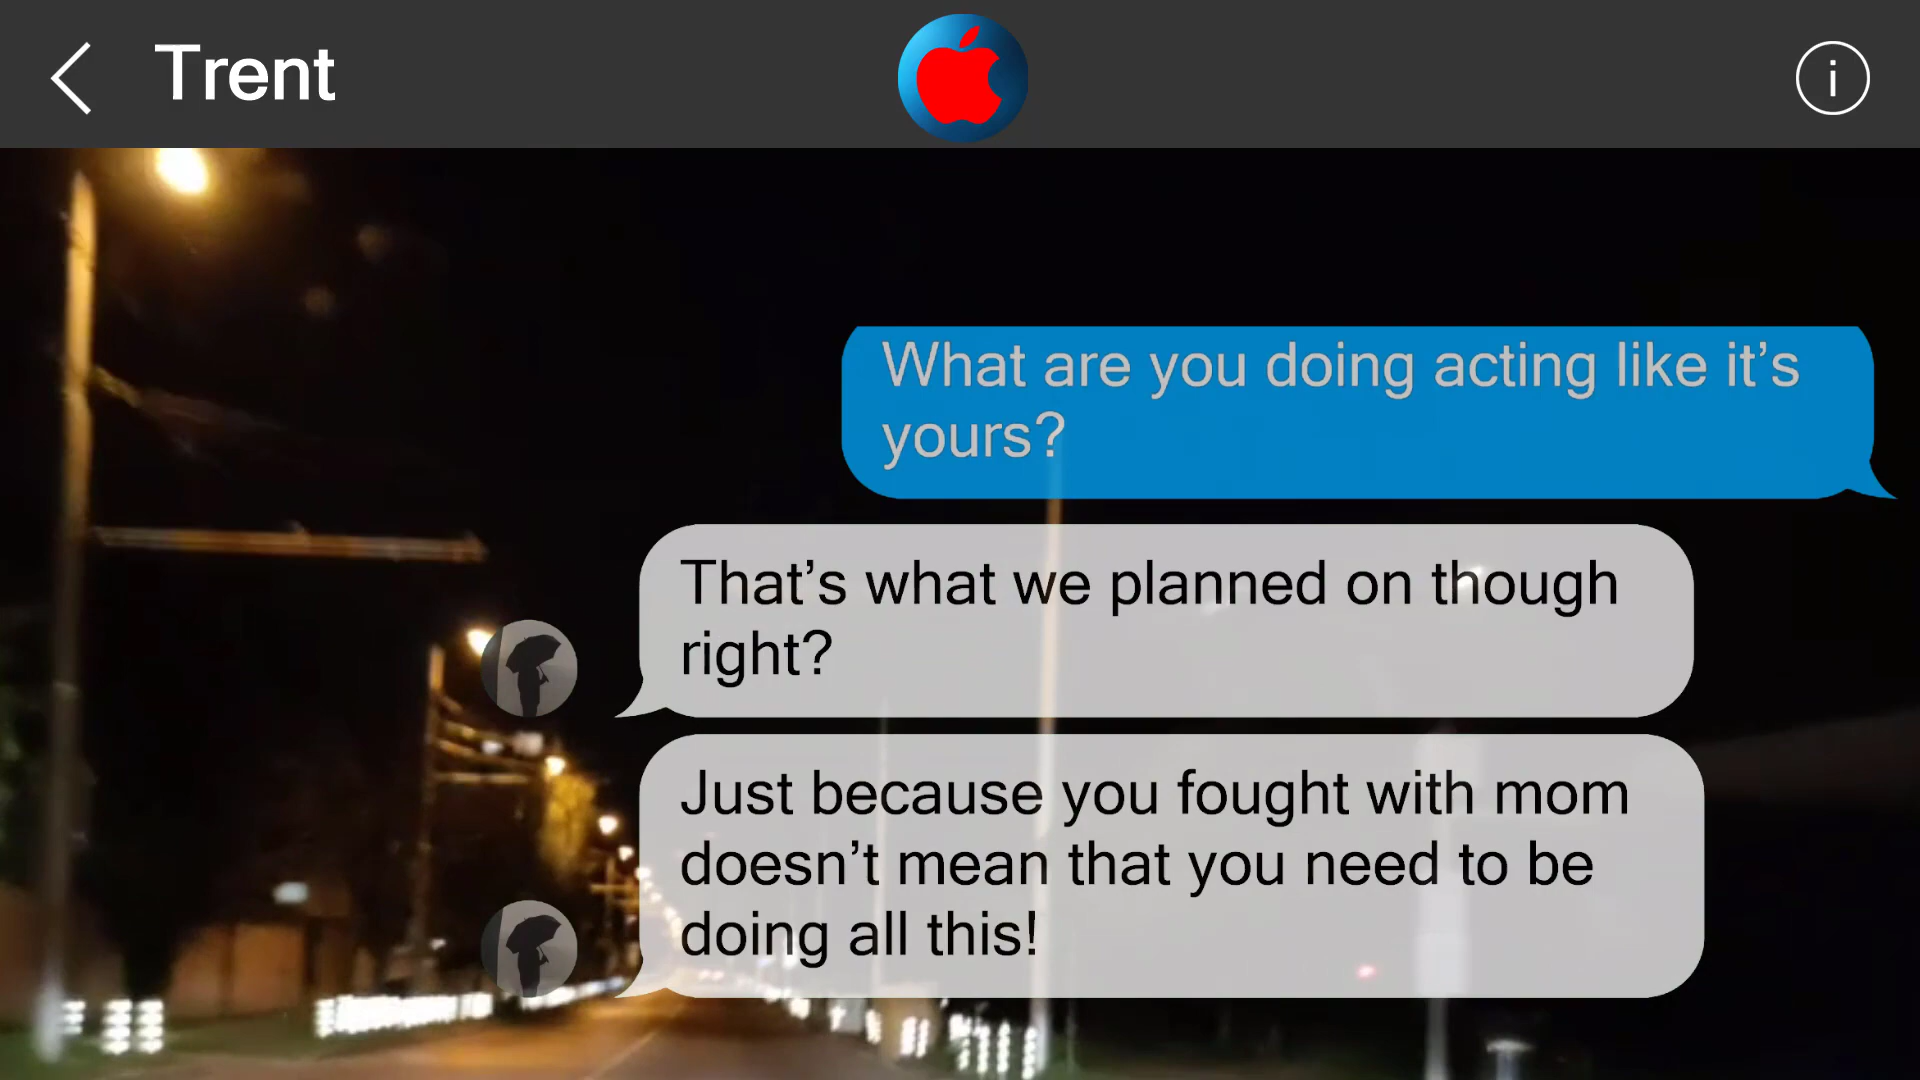 Trent
i
What are you doing acting like it’s
yours?
That’s what we planned on though
right?
Just because you fought with mom
doesn’t mean that you need to be
doing all this!